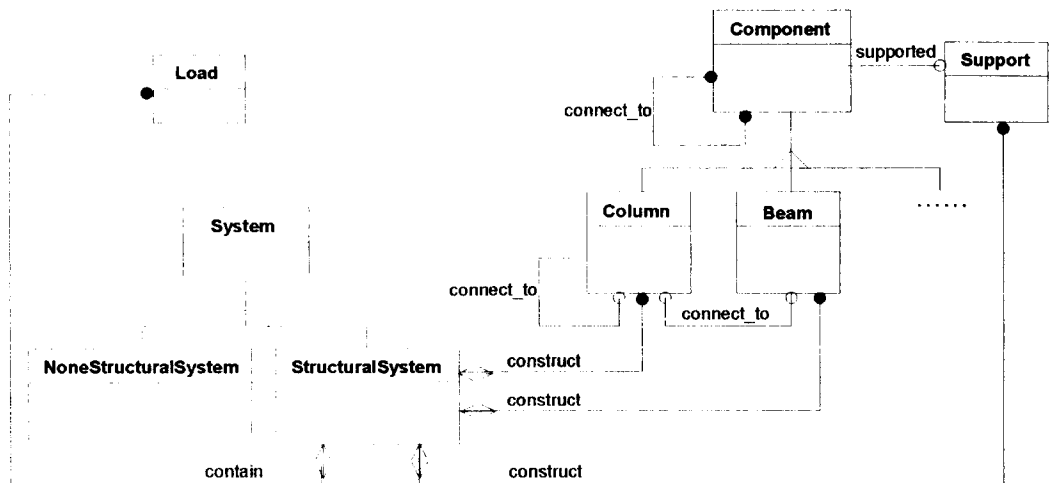 Component
Load
supported
Support
connect_to
Column
Beam
......
System
connect_to
connect_to
NoneStructuralSystem
StructuralSystem
construct
construct
contain
construct